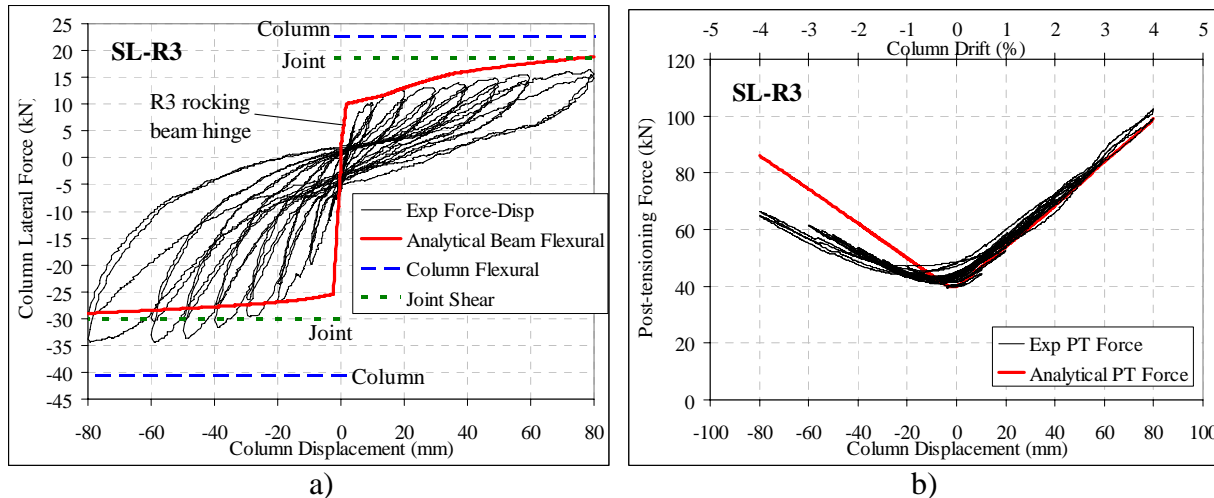 SL-R3
Column
Joint
R3 rocking
beam hinge
Exp Force-Disp
Analytical Beam Flexural
Column Flexural
Joint Shear
Joint
Column
25
20
15
10
5
0
-5
-10
-15
-20
-25
-30
-35
-40
-45
Column Lateral Force (kN)
-80 -60 -40 -20 0 20 40 60 80
Column Displacement (mm)
a)
-5 -4 -3 -2 -1 0 1 2 3 4 5
Column Drift (%)
SL-R3
120
100
80
60
40
20
0
Post-tensioning Force (kN)
Exp PT Force
Analytical PT Force
-100 -80 -60 -40 -20 0 20 40 60 80 100
Column Displacement (mm)
b)